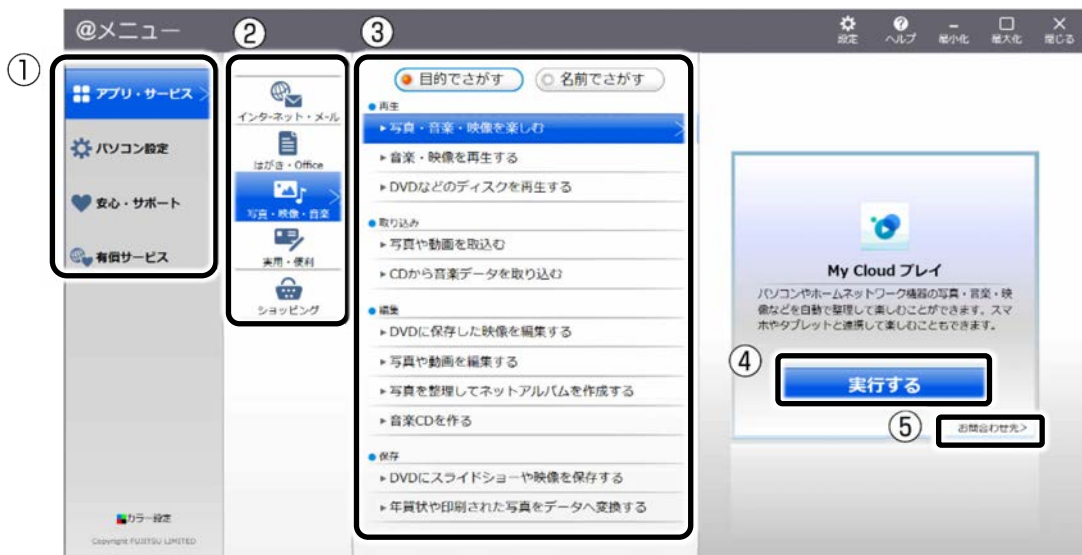 @メニュー
設定
ヘルプ
最小化
最大化
閉じる
①
アプリ・サービス
パソコン設定
安心・サポート
有償サービス
カラー設定
Copyright FUJITSU LIMITED
②
インターネット・メール
はがき・Office
写真・映像・音楽
実用・便利
ショッピング
③
目的でさがす
名前でさがす
再生
写真・音楽・映像を楽しむ
音楽・映像を再生する
DVDなどのディスクを再生する
取り込み
写真や動画を取込む
CDから音楽データを取り込む
編集
DVDに保存した映像を編集する
写真や動画を編集する
写真を整理してネットアルバムを作成する
音楽CDを作る
保存
DVDにスライドショーや映像を保存する
年賀状や印刷された写真をデータへ変換する
My Cloud プレイ
パソコンやホームネットワーク機器の写真・音楽・映
像などを自動で整理して楽しむことができます。スマ
ホやタブレットと連携して楽しむこともできます。
④
実行する
⑤
お問合わせ先>